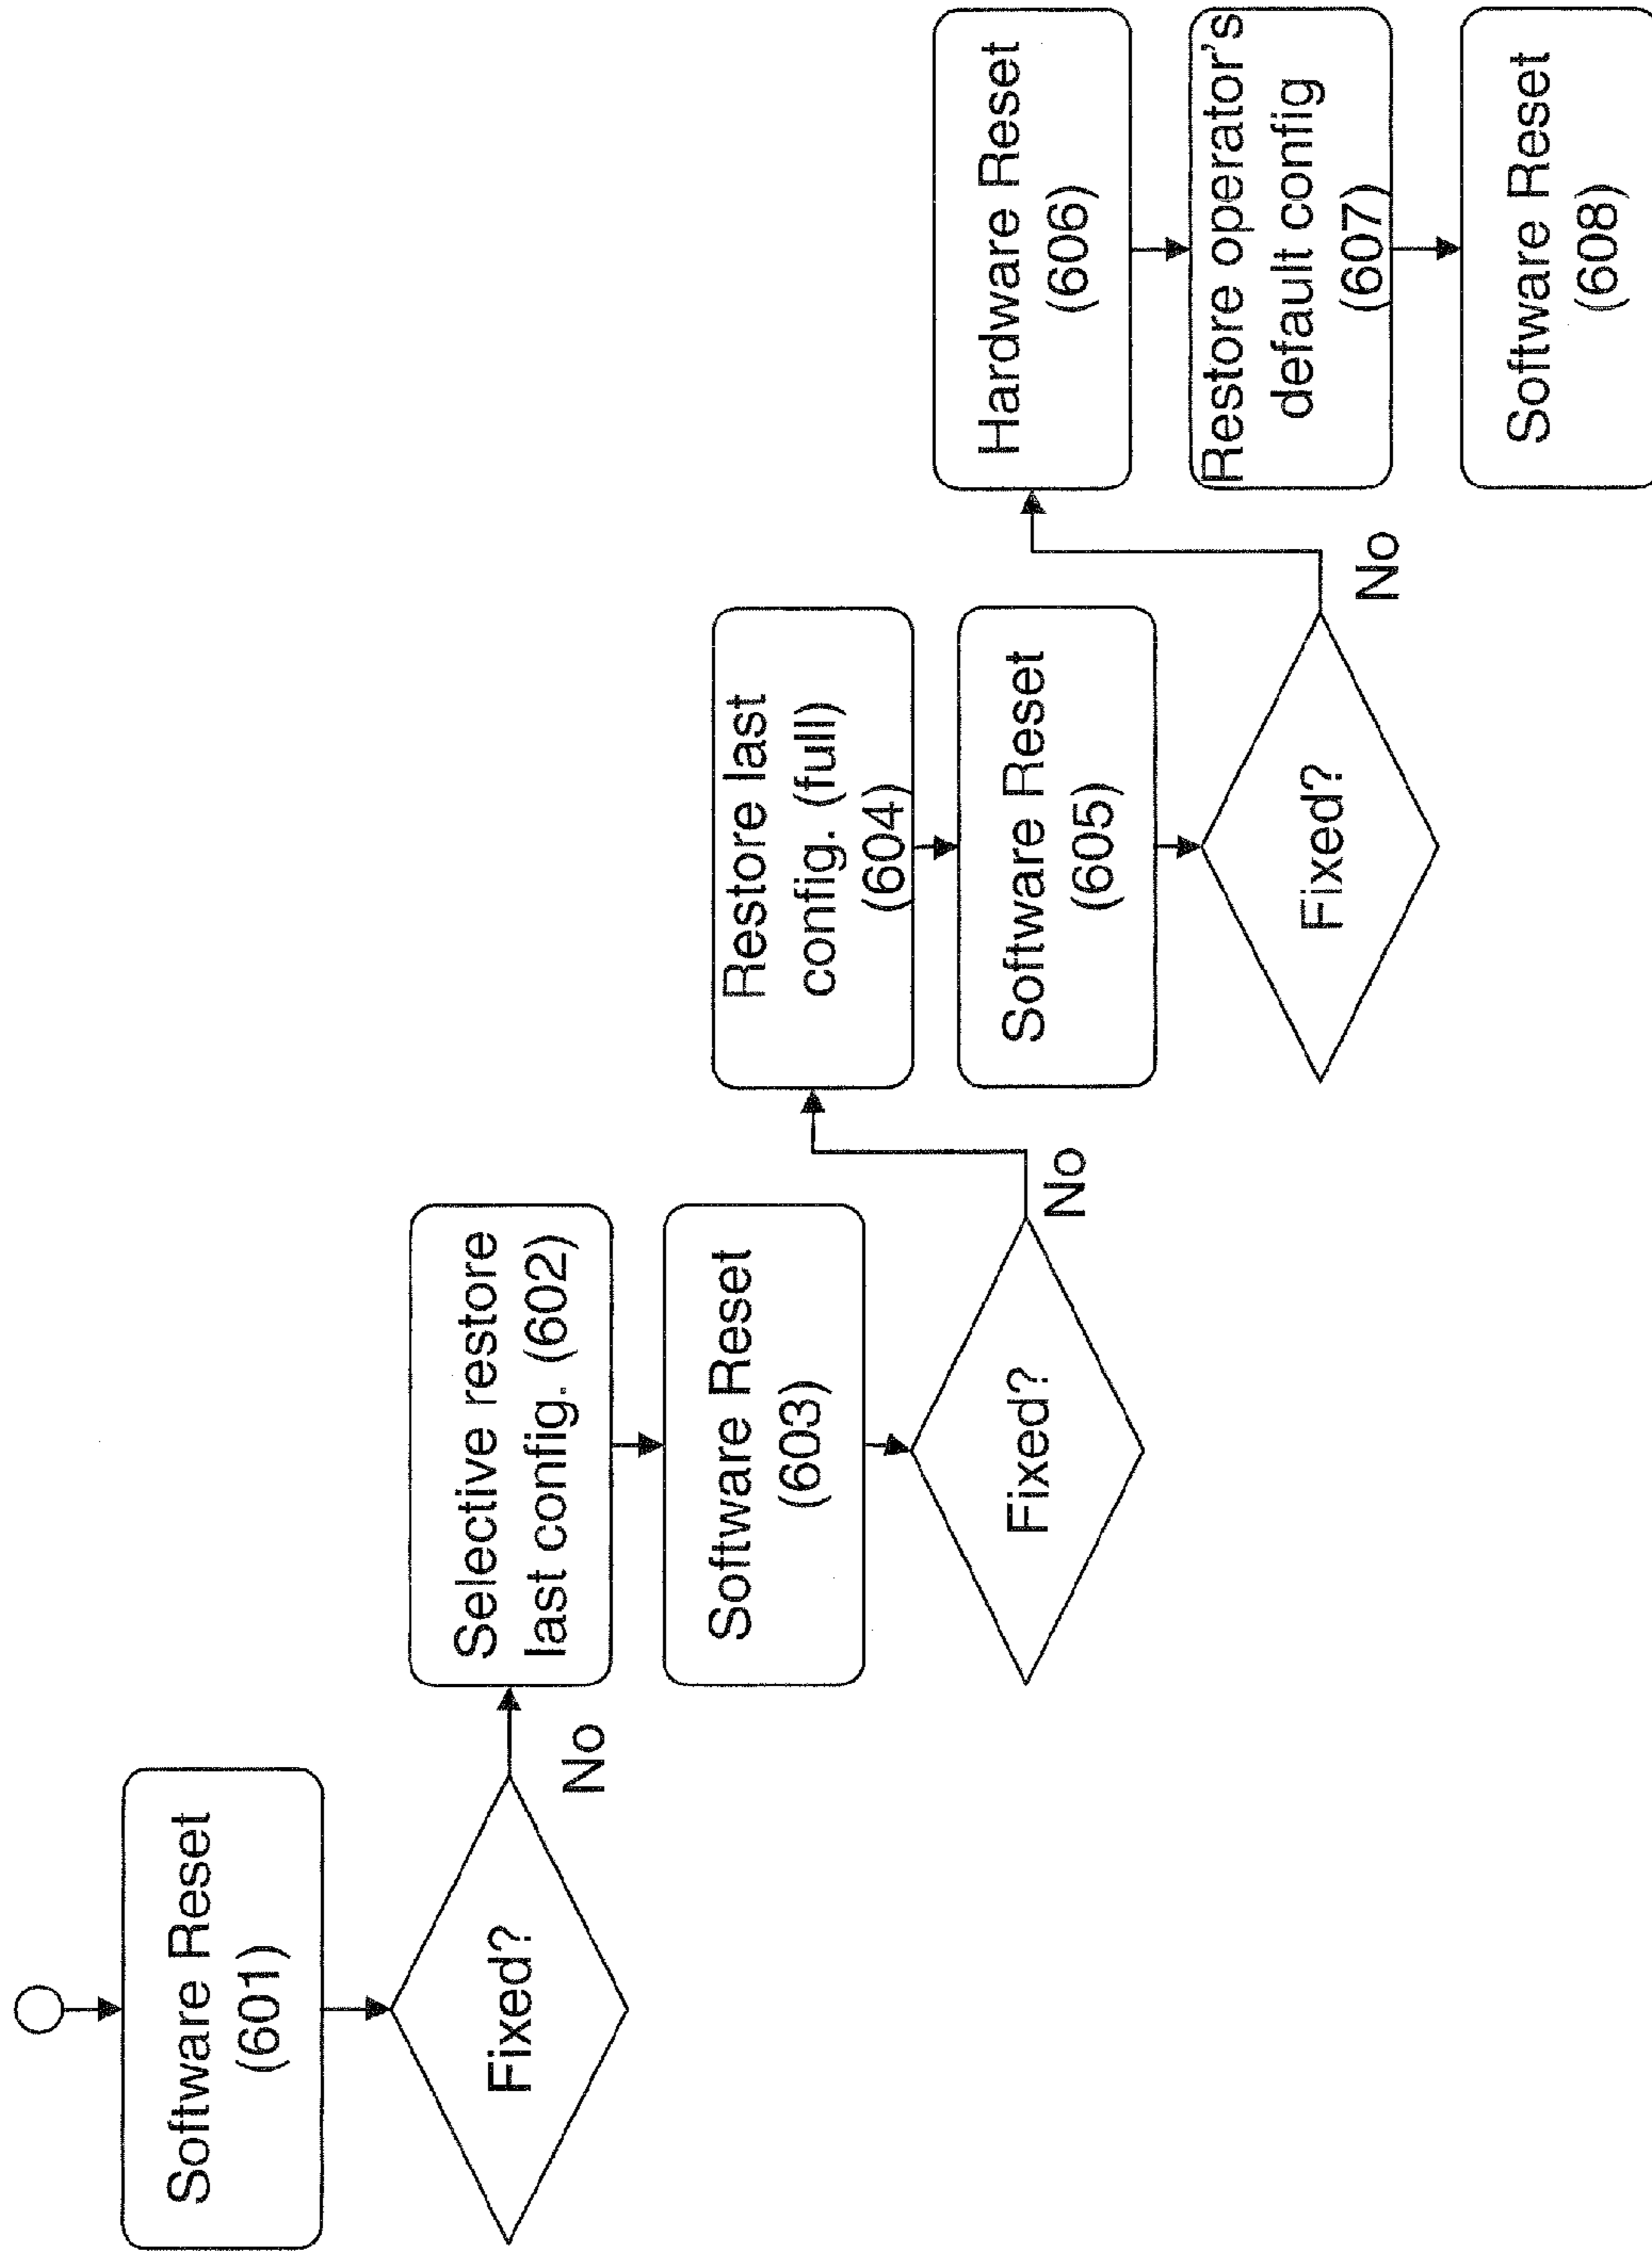 Software Reset
(601)
Fixed?
No
Selective restore
last config. (602)
Software Reset
(603)
Fixed?
No
Restore last
config. (full)
(604)
Software Reset
(605)
Fixed?
No
Hardware Reset
(606)
Restore operator's
default config
(607)
Software Reset
(608)